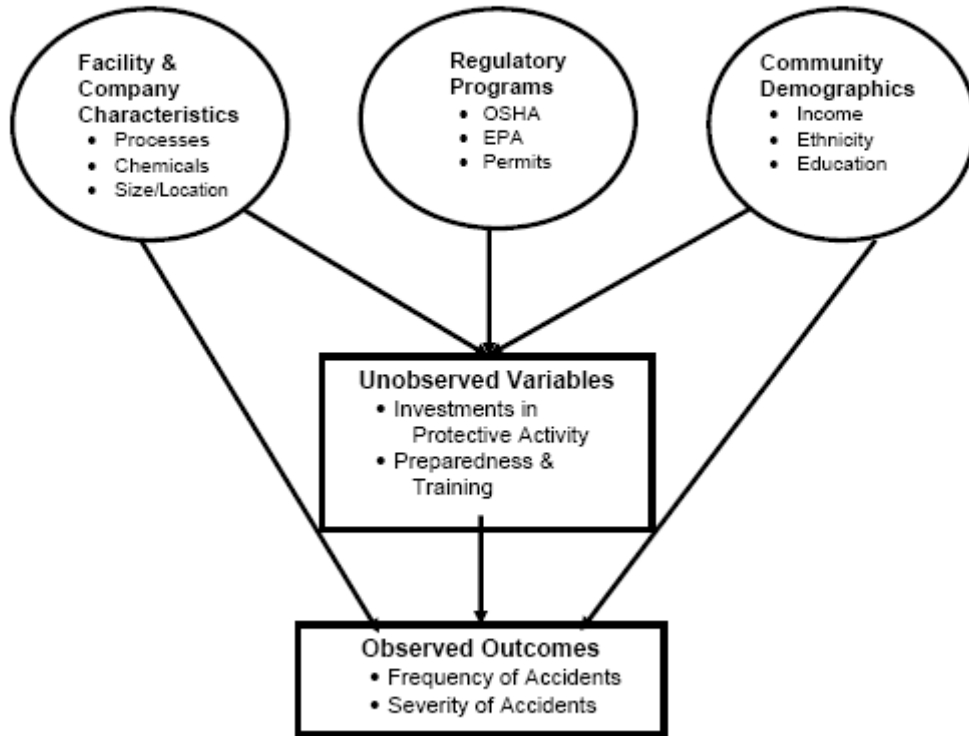 Facility &
Company
Characteristics
• Processes
• Chemicals
• Size/Location
Regulatory
Programs
• OSHA
• EPA
• Permits
Community
Demographics
• Income
• Ethnicity
• Education
Unobserved Variables
• Investments in
Protective Activity
• Preparedness &
Training
Observed Outcomes
• Frequency of Accidents
• Severity of Accidents